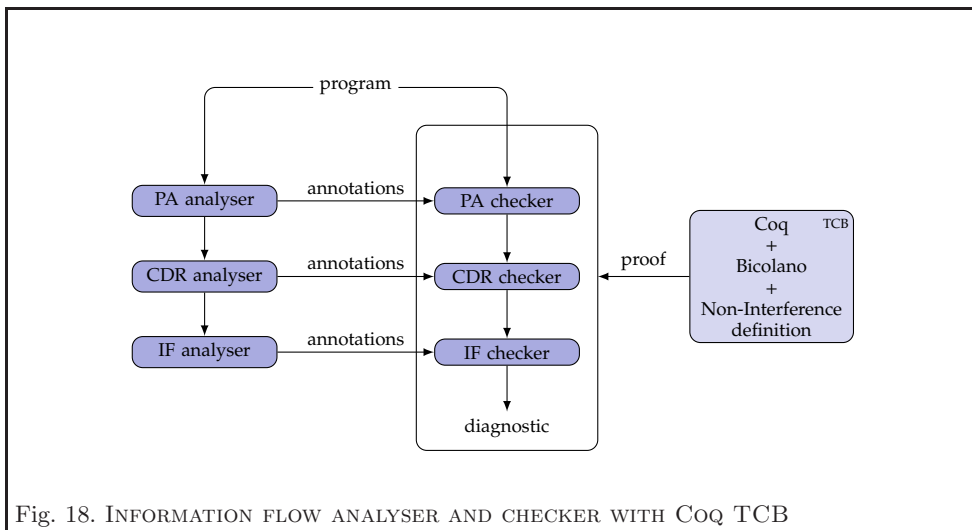 program
PA analyser
annotations
PA checker
CDR analyser
annotations
CDR checker
IF analyser
annotations
IF checker
diagnostic
proof
Coq TCB
+
Bicolano
+
Non-Interference
definition
Fig. 18. INFORMATION FLOW ANALYSER AND CHECKER WITH COQ TCB